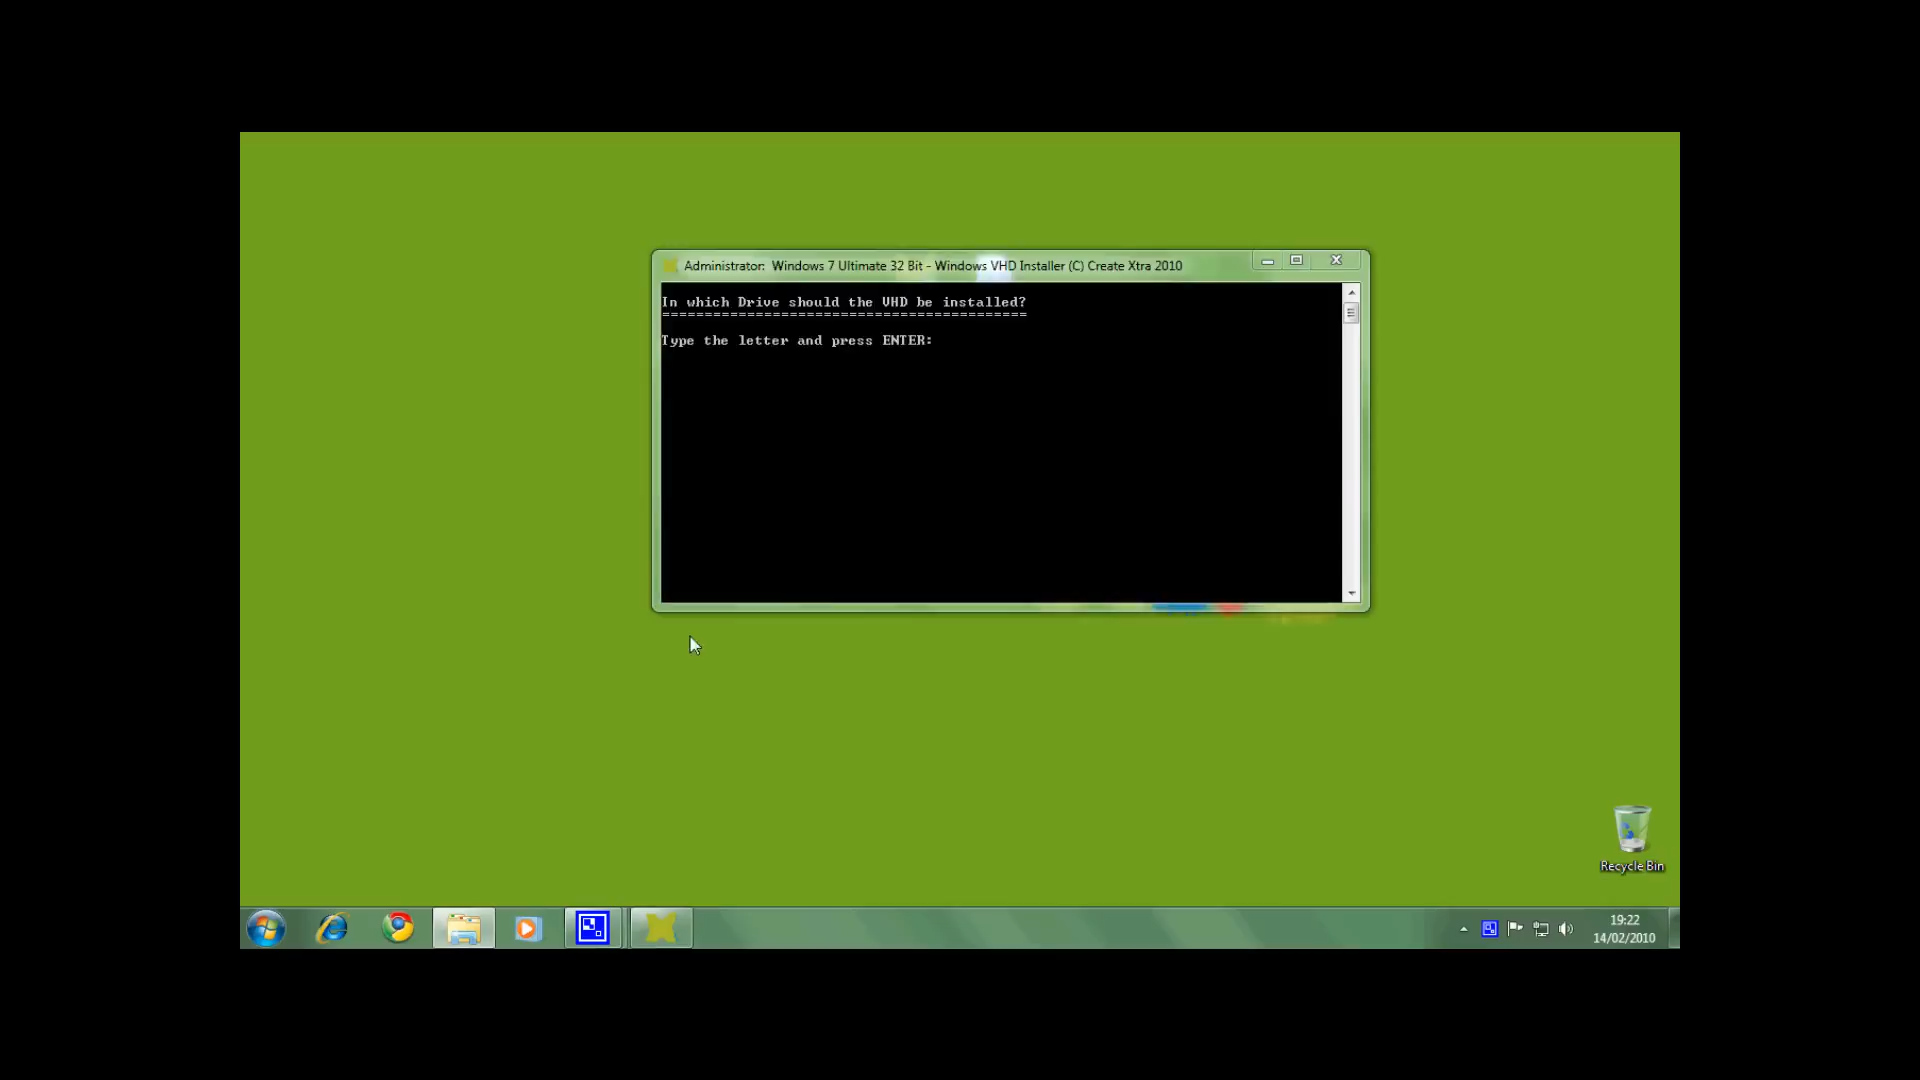 Administrator:  Windows 7 Ultimate 32 Bit - Windows VHD Installer (C) Create Xtra 2010
In which Drive should the VHD be installed?
===========================================
Type the letter and press ENTER:
Recycle Bin
19:22
14/02/2010